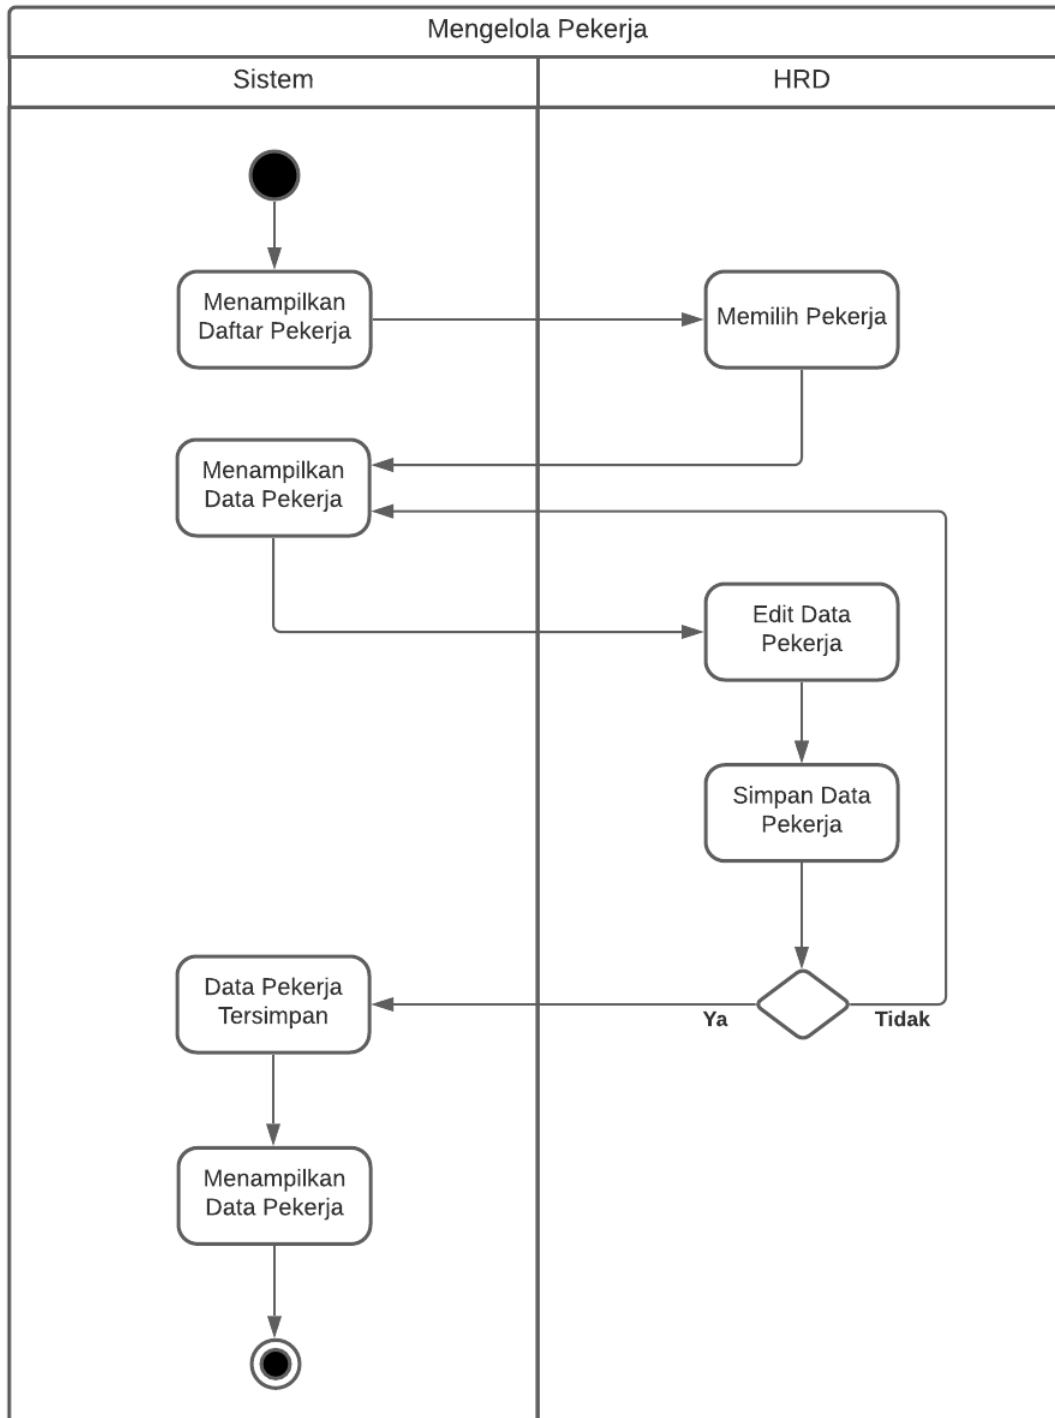 Mengelola Pekerja
Sistem
HRD
Menampilkan
Daftar Pekerja
Memilih Pekerja
Menampilkan
Data Pekerja
Edit Data
Pekerja
Simpan Data
Pekerja
Data Pekerja
Tersimpan
Ya
Tidak
Menampilkan
Data Pekerja